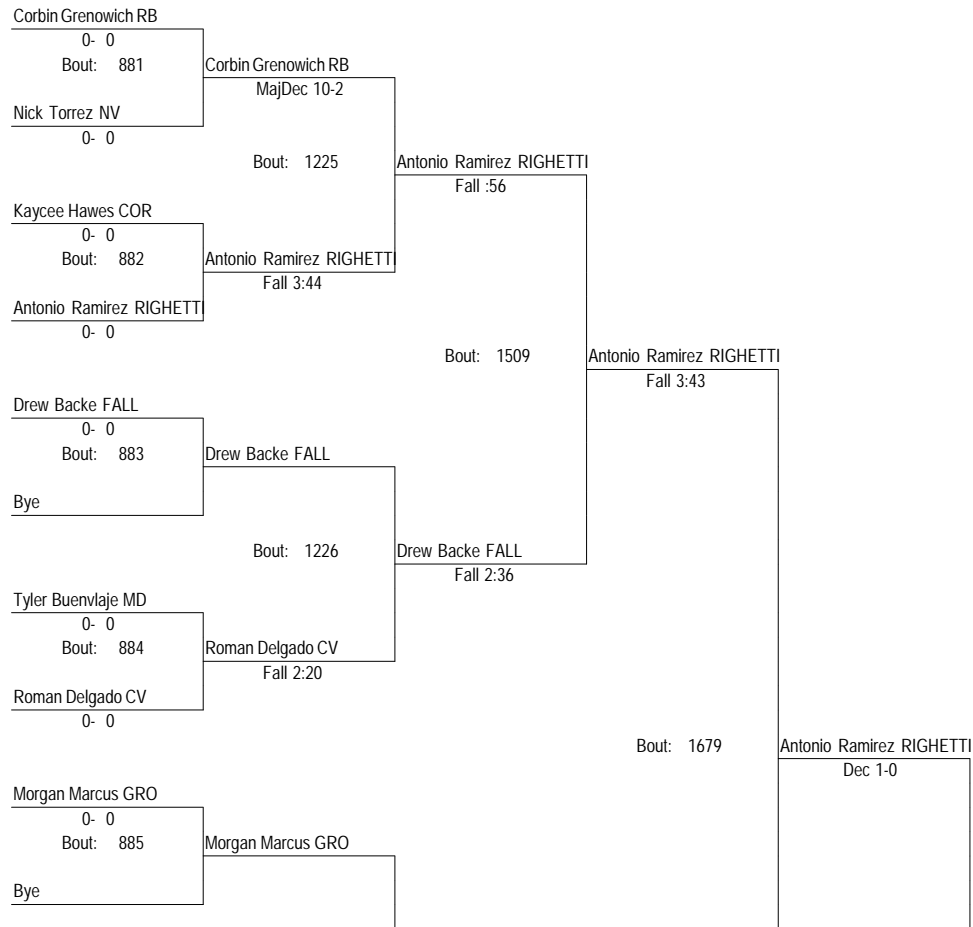 Corbin Grenowich RB
0- 0
Bout: 881
Corbin Grenowich RB
MajDec 10-2
Nick Torrez NV
0- 0
Bout: 1225
Antonio Ramirez RIGHETTI
Fall :56
Kaycee Hawes COR
0- 0
Bout: 882
Antonio Ramirez RIGHETTI
Fall 3:44
Antonio Ramirez RIGHETTI
0- 0
Bout: 1509
Antonio Ramirez RIGHETTI
Fall 3:43
Drew Backe FALL
0- 0
Bout: 883
Drew Backe FALL
Bye
Bout: 1226
Drew Backe FALL
Fall 2:36
Tyler Buenvlaje MD
0- 0
Bout: 884
Roman Delgado CV
Fall 2:20
Roman Delgado CV
0- 0
Bout: 1679
Antonio Ramirez RIGHETTI
Dec 1-0
Morgan Marcus GRO
0- 0
Bout: 885
Morgan Marcus GRO
Bye